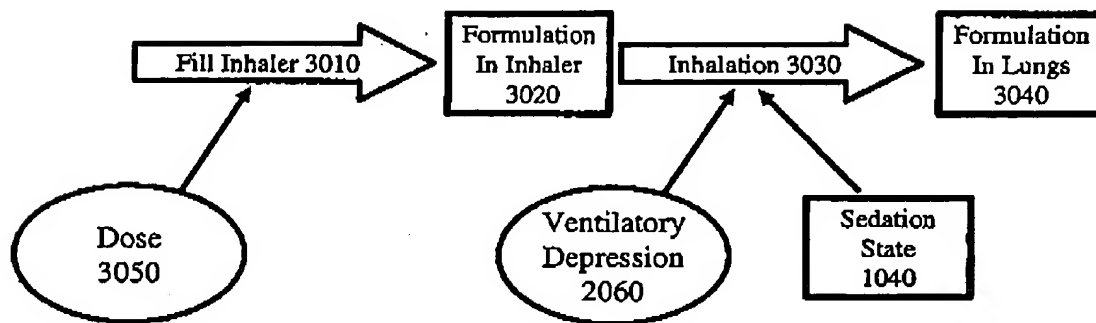 Fill Inhaler 3010
Formulation
In Inhaler
3020
Inhalation 3030
Formulation
In Lungs
3040
Dose
3050
Ventilatory
Depression
2060
Sedation
State
1040